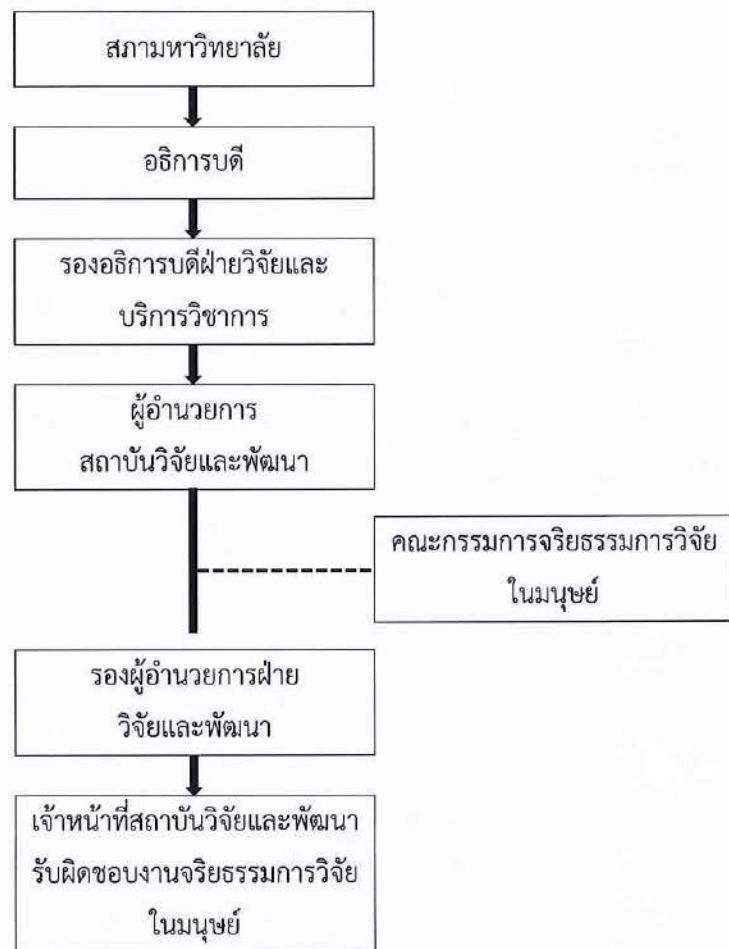 สภามหาวิทยาลัย
อธิการบดี
รองอธิการบดีฝ่ายวิจัยและ
บริการวิชาการ
ผู้อำนวยการ
สถาบันวิจัยและพัฒนา
คณะกรรมการจริยธรรมการวิจัย
ในมนุษย์
รองผู้อำนวยการฝ่าย
วิจัยและพัฒนา
เจ้าหน้าที่สถาบันวิจัยและพัฒนา
รับผิดชอบงานจริยธรรมการวิจัย
ในมนุษย์